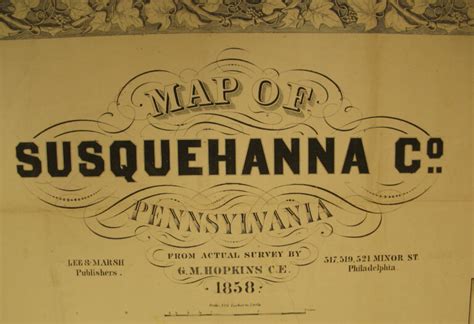 MAP OF
SUSQUEHANNA Co.
PENNSYLVANIA
FROM ACTUAL SURVEY BY
G.M. HOPKINS C.E.
1858
LEE & MARSH
Publishers.
517, 519, 521 MINOR ST.
Philadelphia